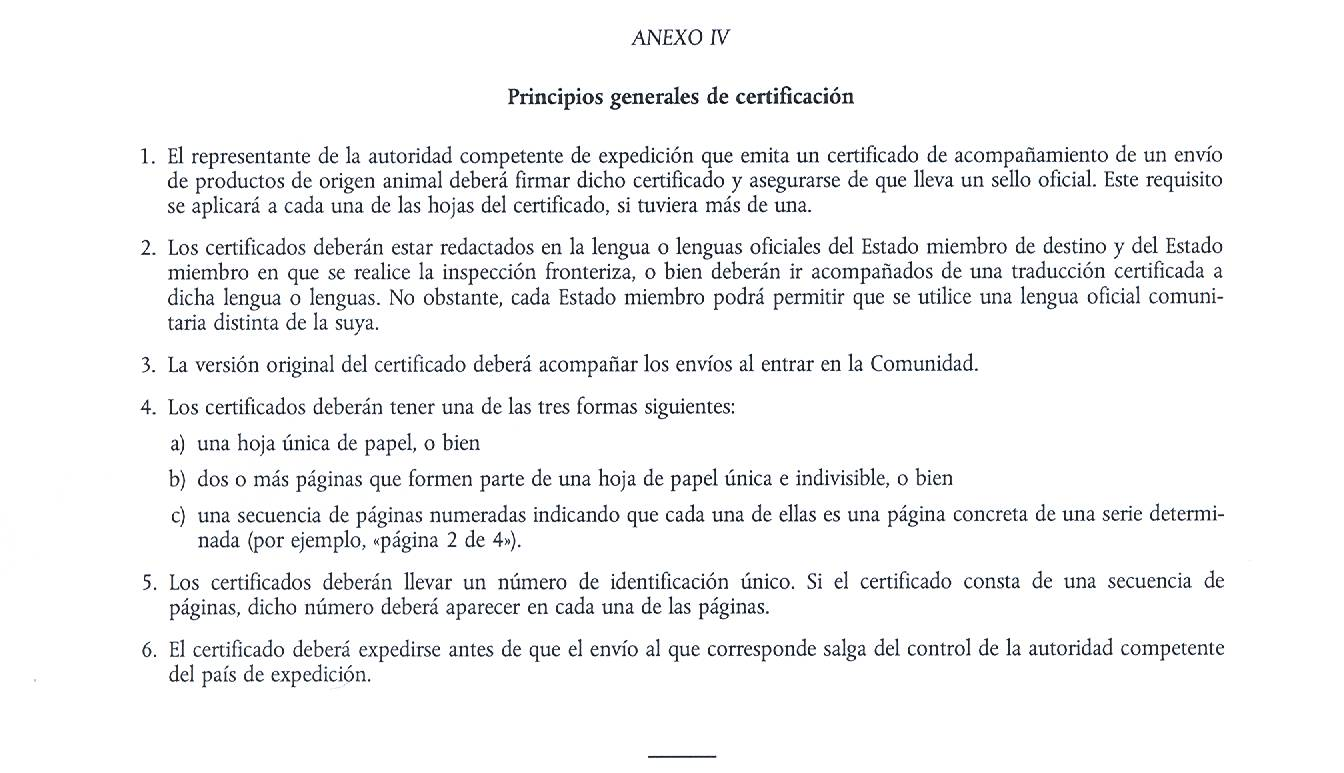 ANEXO IV
Principios generales de certificación
1. El representante de la autoridad competente de expedición que emita un certificado de acompañamiento de un envío
de productos de origen animal deberá firmar dicho certificado y asegurarse de que lleva un sello oficial. Este requisito
se aplicará a cada una de las hojas del certificado, si tuviera más de una.
2. Los certificados deberán estar redactados en la lengua o lenguas oficiales del Estado miembro de destino y del Estado
miembro en que se realice la inspección fronteriza, o bien deberán ir acompañados de una traducción certificada a
dicha lengua o lenguas. No obstante, cada Estado miembro podrá permitir que se utilice una lengua oficial comuni-
taria distinta de la suya.
3. La versión original del certificado deberá acompañar los envíos al entrar en la Comunidad.
4. Los certificados deberán tener una de las tres formas siguientes:
a) una hoja única de papel, o bien
b) dos o más páginas que formen parte de una hoja de papel única e indivisible, o bien
c) una secuencia de páginas numeradas indicando que cada una de ellas es una página concreta de una serie determi-
nada (por ejemplo, «página 2 de 4»).
5. Los certificados deberán llevar un número de identificación único. Si el certificado consta de una secuencia de
páginas, dicho número deberá aparecer en cada una de las páginas.
6. El certificado deberá expedirse antes de que el envío al que corresponde salga del control de la autoridad competente
del país de expedición.